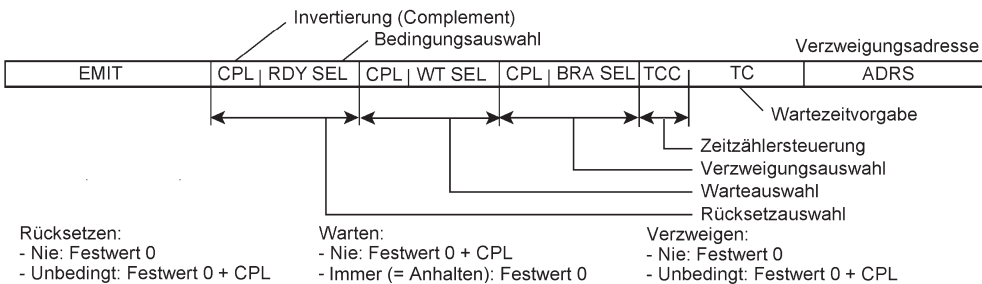 Invertierung (Complement)
Bedingungsauswahl
Verzweigungsadresse
EMIT CPL RDY SEL CPL WT SEL CPL BRA SEL TCC TC ADRS
Wartezeitvorgabe
Zeitzählersteuerung
Verzweigungsauswahl
Warteauswahl
Rücksetzauswahl
Rücksetzen:
- Nie: Festwert 0
- Unbedingt: Festwert 0 + CPL
Warten:
- Nie: Festwert 0 + CPL
- Immer (= Anhalten): Festwert 0
Verzweigen:
- Nie: Festwert 0
- Unbedingt: Festwert 0 + CPL